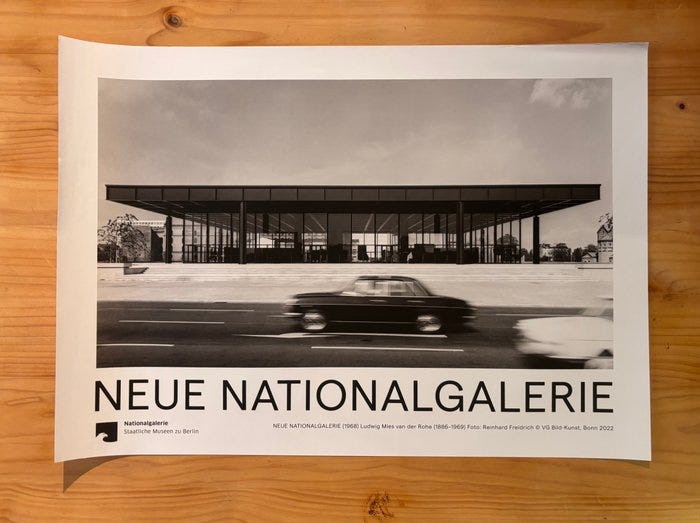 NEUE NATIONALGALERIE
Nationalgalerie
Staatliche Museen zu Berlin
NEUE NATIONALGALERIE (1968) Ludwig Mies van der Rohe (1886–1969) Foto: Reinhard Freidrich © VG Bild-Kunst, Bonn 2022